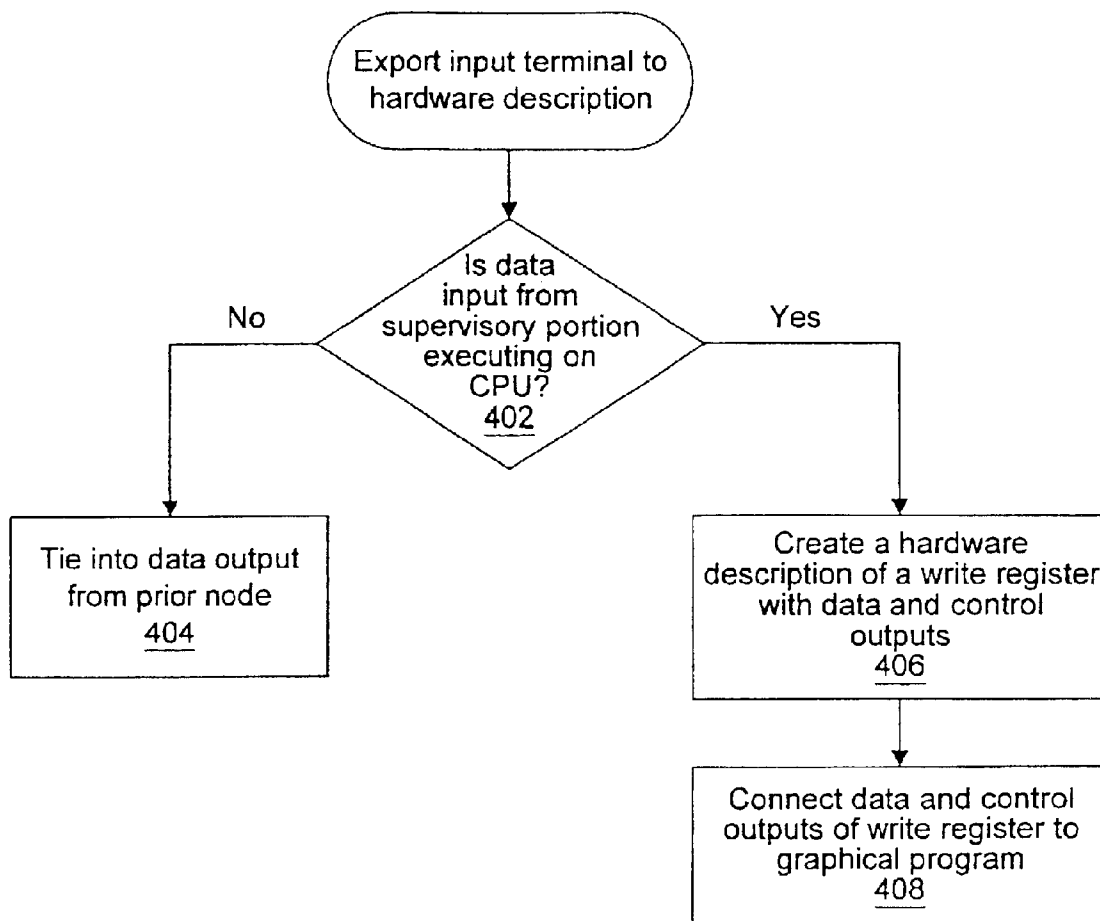 Export input terminal to
hardware description
Is data
input from
supervisory portion
executing on
CPU?
402
No
Yes
Tie into data output
from prior node
404
Create a hardware
description of a write register
with data and control
outputs
406
Connect data and control
outputs of write register to
graphical program
408